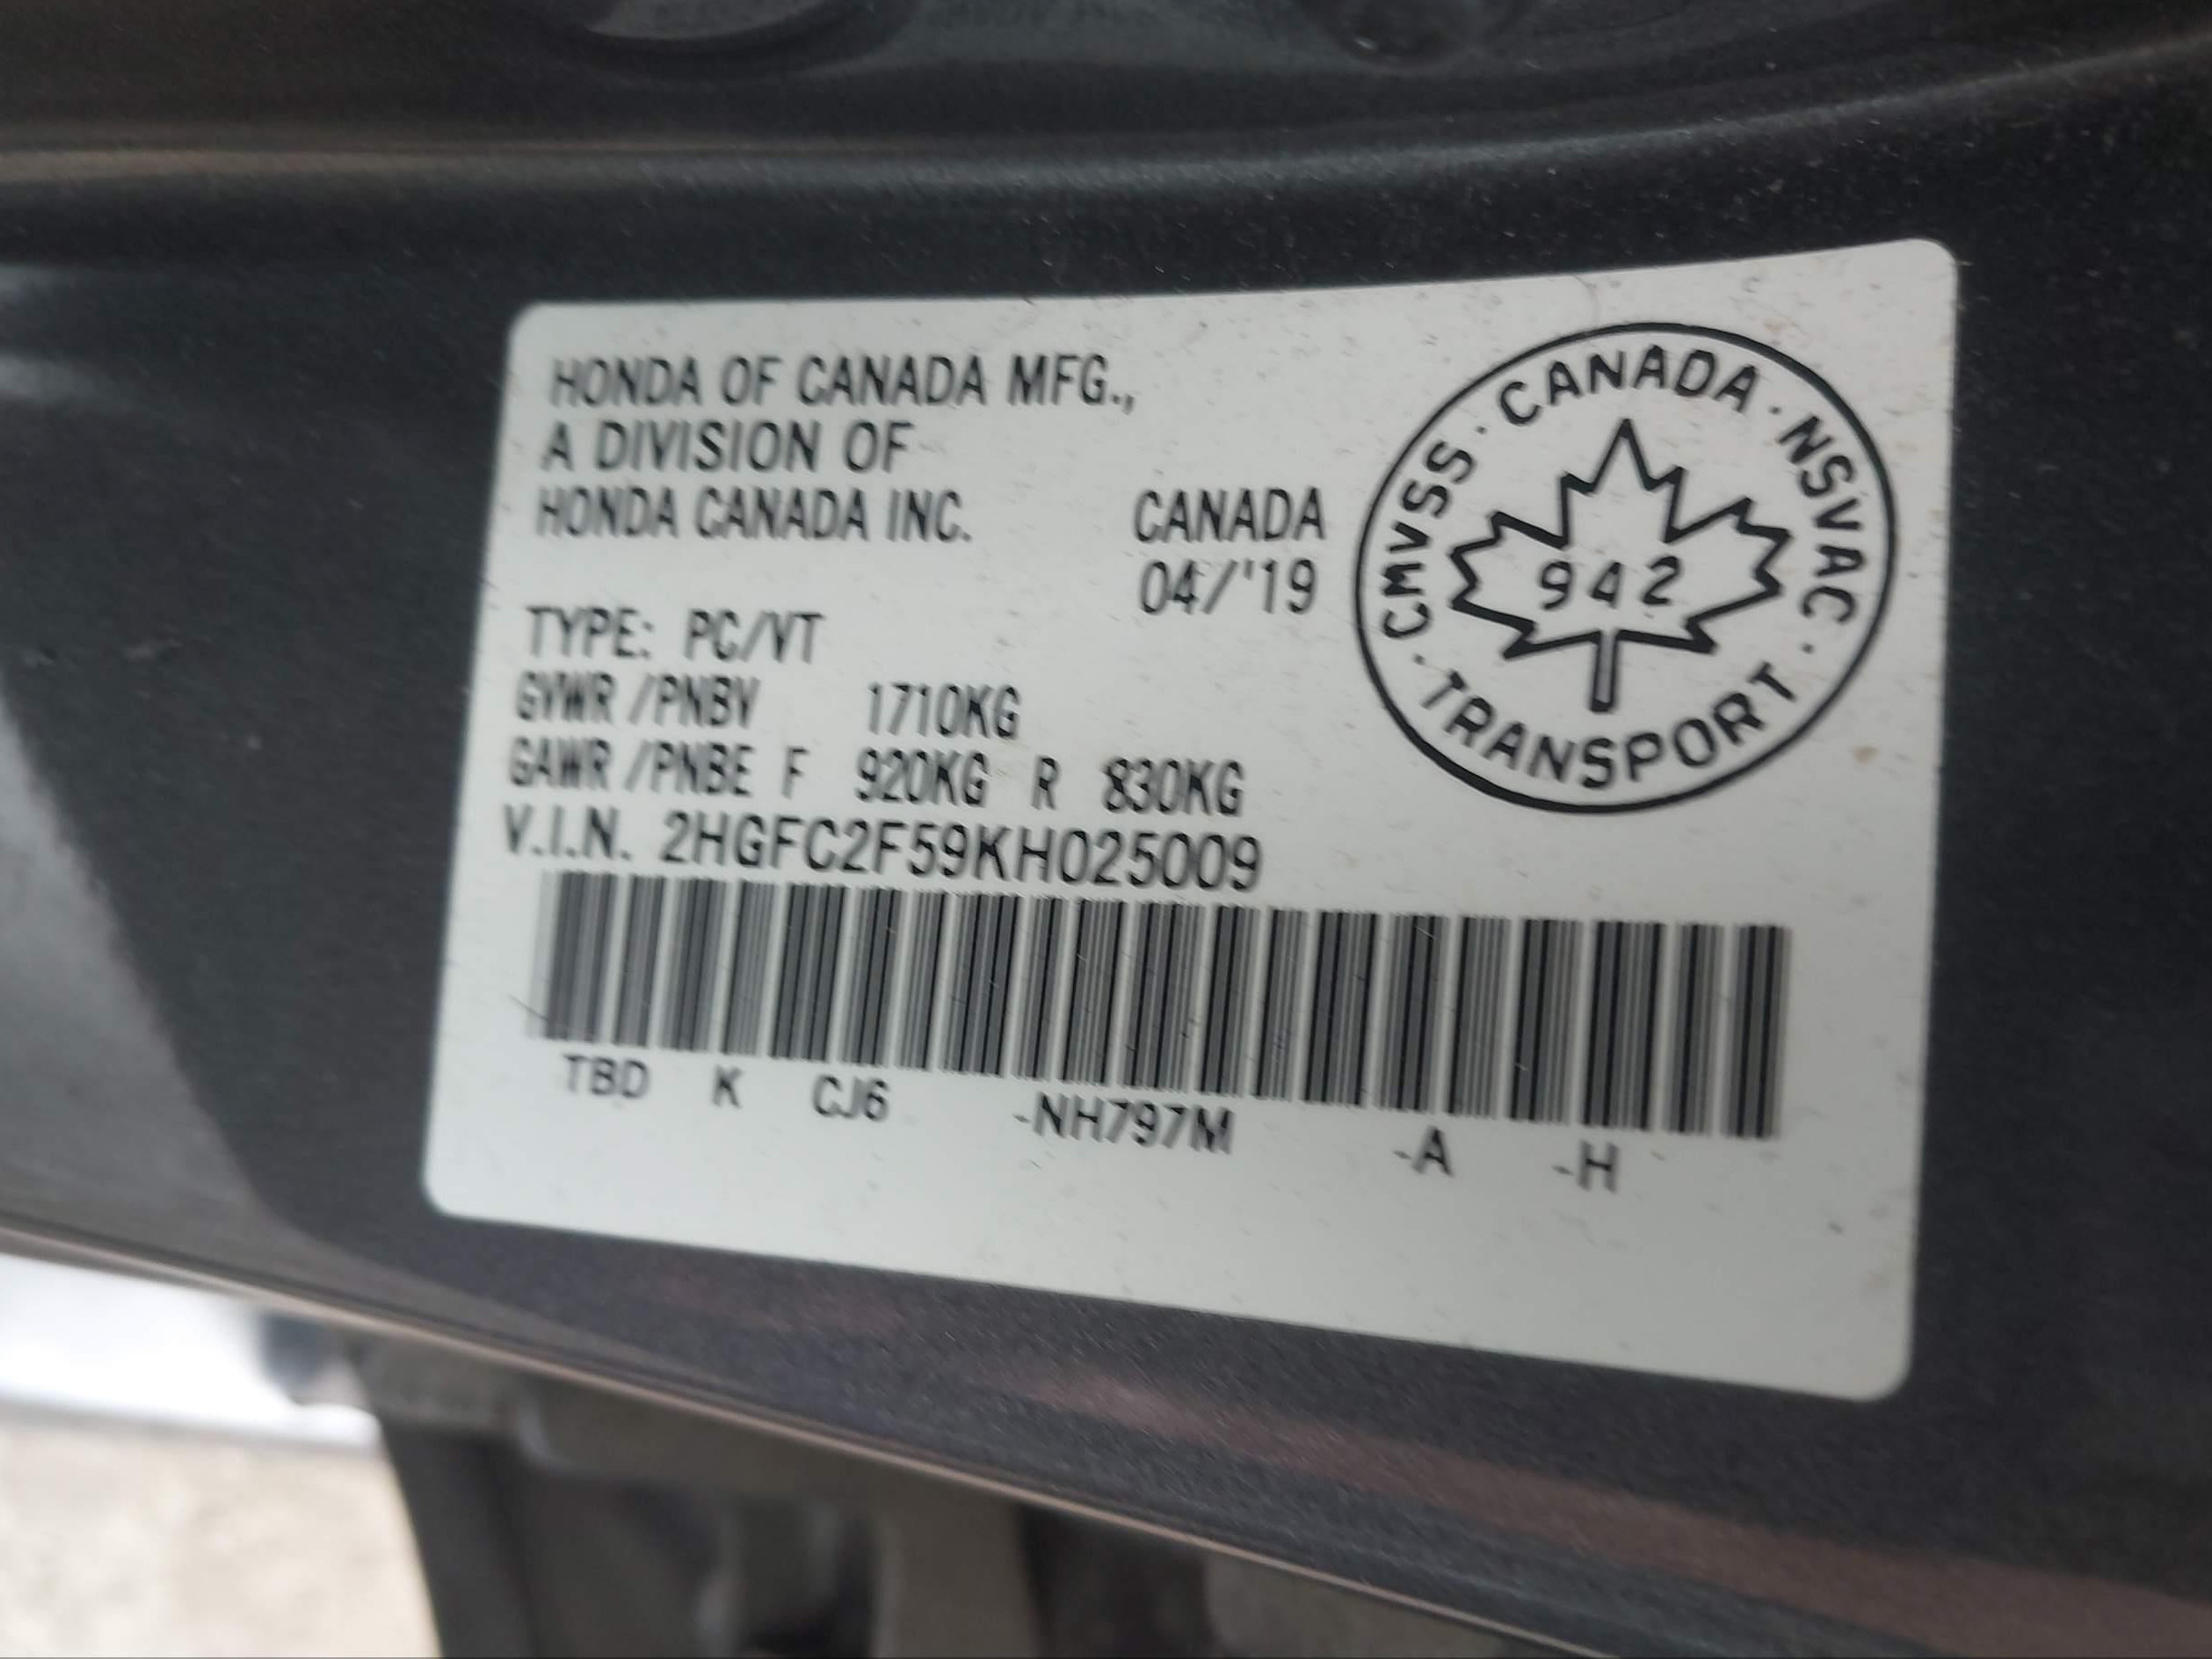 HONDA OF CANADA MFG.,
A DIVISION OF
HONDA CANADA INC.
CANADA
04/'19
TYPE: PC/VT
GVWR /PNBV 1710KG
GAWR /PNBE F 920KG R 830KG
V.I.N. 2HGFC2F59KH025009
TBD K CJ6 -NH797M -A -H
CMVSS · CANADA · NSVAC · TRANSPORT ·
942